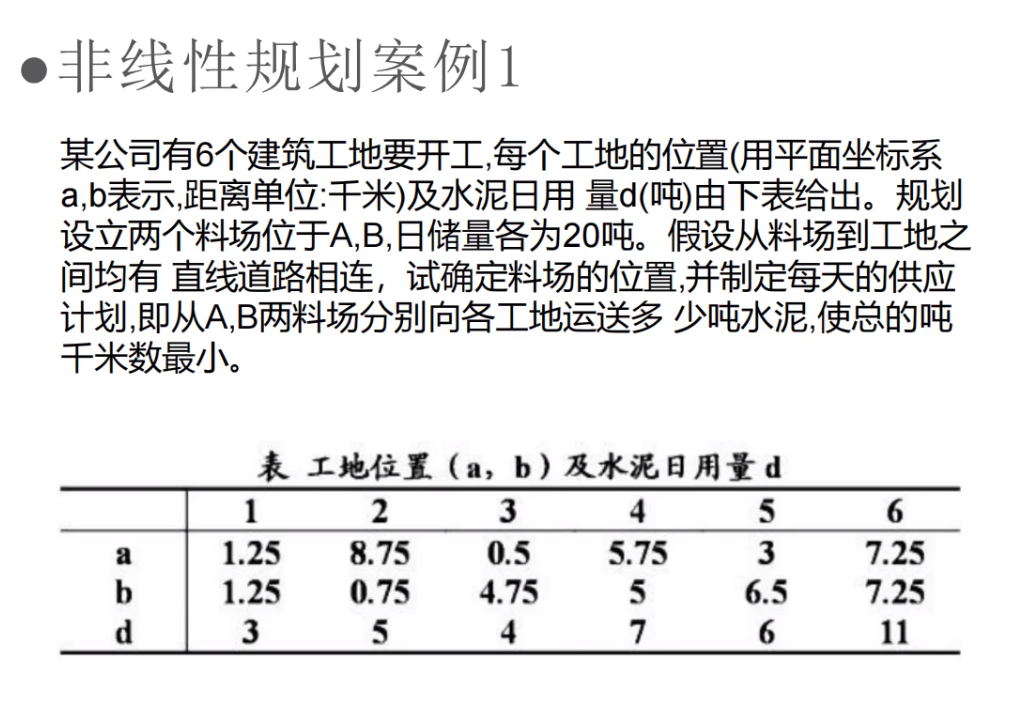 ●非线性规划案例1
某公司有6个建筑工地要开工,每个工地的位置(用平面坐标系
a,b表示,距离单位:千米)及水泥日用 量d(吨)由下表给出。规划
设立两个料场位于A,B,日储量各为20吨。假设从料场到工地之
间均有 直线道路相连，试确定料场的位置,并制定每天的供应
计划,即从A,B两料场分别向各工地运送多 少吨水泥,使总的吨
千米数最小。
表 工地位置（a，b）及水泥日用量 d
1 2 3 4 5 6
a 1.25 8.75 0.5 5.75 3 7.25
b 1.25 0.75 4.75 5 6.5 7.25
d 3 5 4 7 6 11